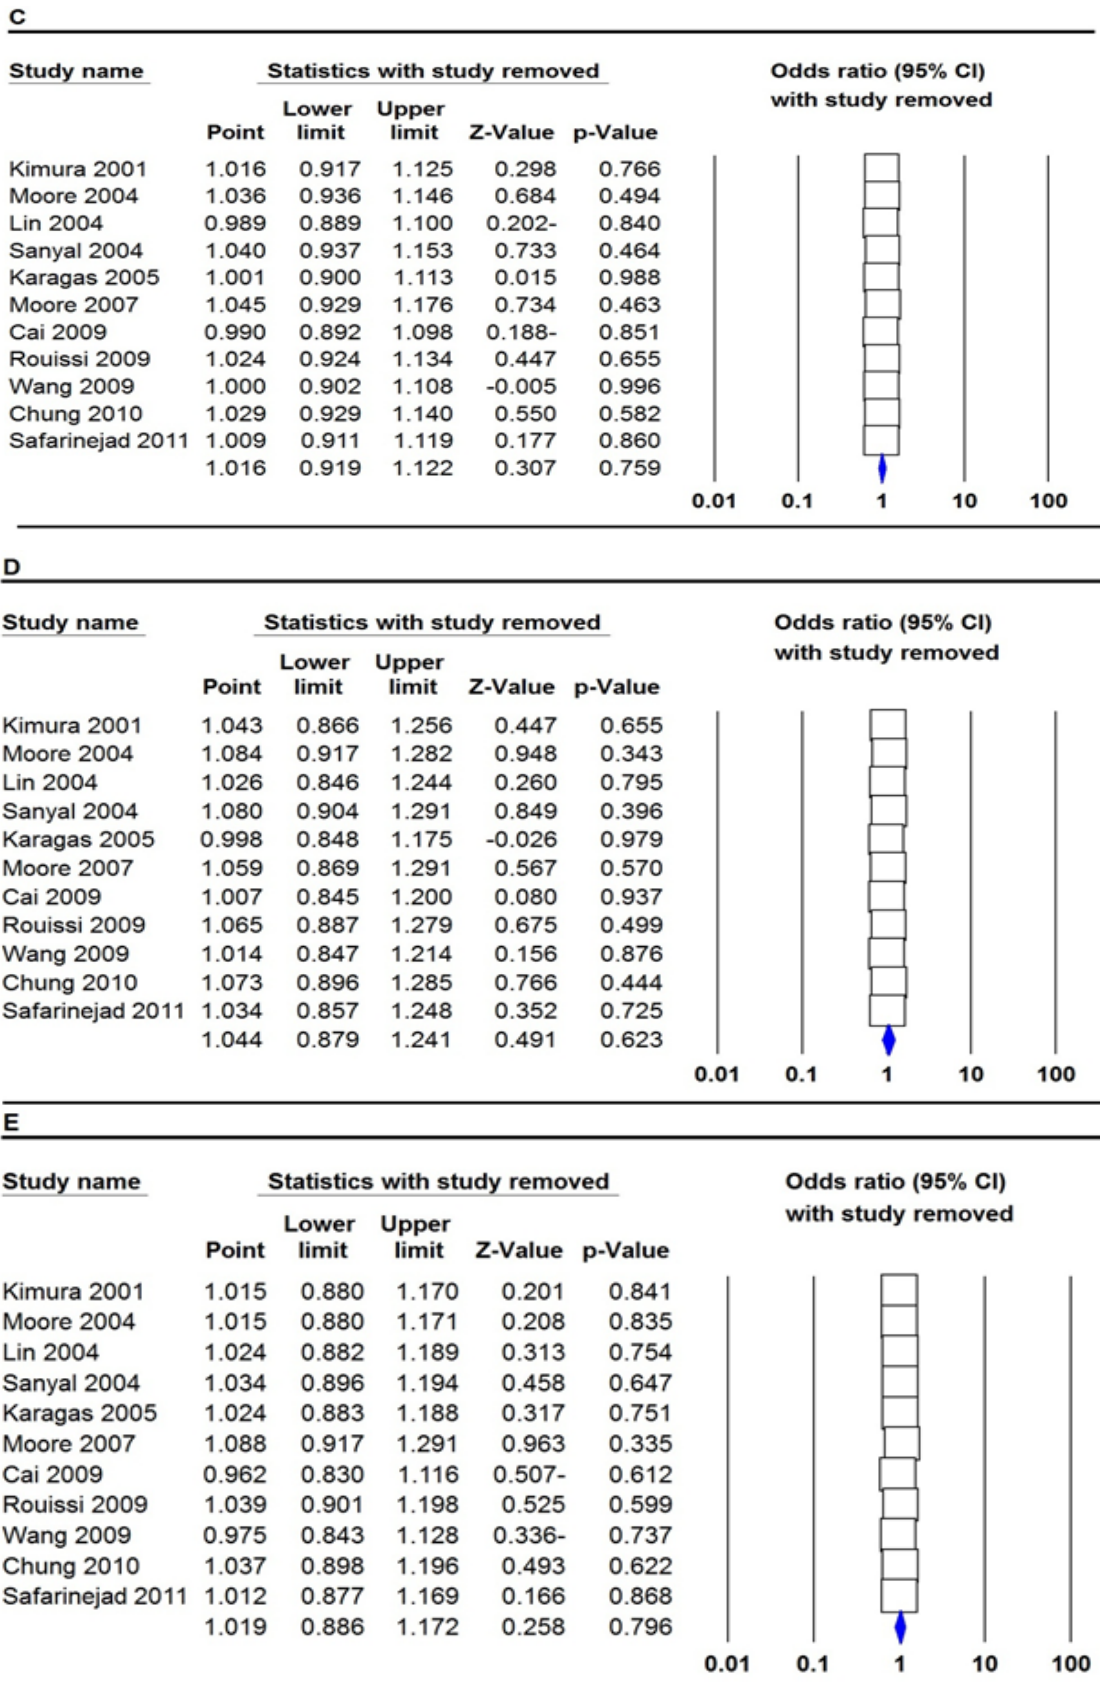 C
Study name Statistics with study removed Odds ratio (95% CI)
with study removed
Lower Upper
Point limit limit Z-Value p-Value
Kimura 2001 1.016 0.917 1.125 0.298 0.766
Moore 2004 1.036 0.936 1.146 0.684 0.494
Lin 2004 0.989 0.889 1.100 0.202- 0.840
Sanyal 2004 1.040 0.937 1.153 0.733 0.464
Karagas 2005 1.001 0.900 1.113 0.015 0.988
Moore 2007 1.045 0.929 1.176 0.734 0.463
Cai 2009 0.990 0.892 1.098 0.188- 0.851
Rouissi 2009 1.024 0.924 1.134 0.447 0.655
Wang 2009 1.000 0.902 1.108 -0.005 0.996
Chung 2010 1.029 0.929 1.140 0.550 0.582
Safarinejad 2011 1.009 0.911 1.119 0.177 0.860
1.016 0.919 1.122 0.307 0.759
0.01 0.1 1 10 100
D
Study name Statistics with study removed Odds ratio (95% CI)
with study removed
Lower Upper
Point limit limit Z-Value p-Value
Kimura 2001 1.043 0.866 1.256 0.447 0.655
Moore 2004 1.084 0.917 1.282 0.948 0.343
Lin 2004 1.026 0.846 1.244 0.260 0.795
Sanyal 2004 1.080 0.904 1.291 0.849 0.396
Karagas 2005 0.998 0.848 1.175 -0.026 0.979
Moore 2007 1.059 0.869 1.291 0.567 0.570
Cai 2009 1.007 0.845 1.200 0.080 0.937
Rouissi 2009 1.065 0.887 1.279 0.675 0.499
Wang 2009 1.014 0.847 1.214 0.156 0.876
Chung 2010 1.073 0.896 1.285 0.766 0.444
Safarinejad 2011 1.034 0.857 1.248 0.352 0.725
1.044 0.879 1.241 0.491 0.623
0.01 0.1 1 10 100
E
Study name Statistics with study removed Odds ratio (95% CI)
with study removed
Lower Upper
Point limit limit Z-Value p-Value
Kimura 2001 1.015 0.880 1.170 0.201 0.841
Moore 2004 1.015 0.880 1.171 0.208 0.835
Lin 2004 1.024 0.882 1.189 0.313 0.754
Sanyal 2004 1.034 0.896 1.194 0.458 0.647
Karagas 2005 1.024 0.883 1.188 0.317 0.751
Moore 2007 1.088 0.917 1.291 0.963 0.335
Cai 2009 0.962 0.830 1.116 0.507- 0.612
Rouissi 2009 1.039 0.901 1.198 0.525 0.599
Wang 2009 0.975 0.843 1.128 0.336- 0.737
Chung 2010 1.037 0.898 1.196 0.493 0.622
Safarinejad 2011 1.012 0.877 1.169 0.166 0.868
1.019 0.886 1.172 0.258 0.796
0.01 0.1 1 10 100